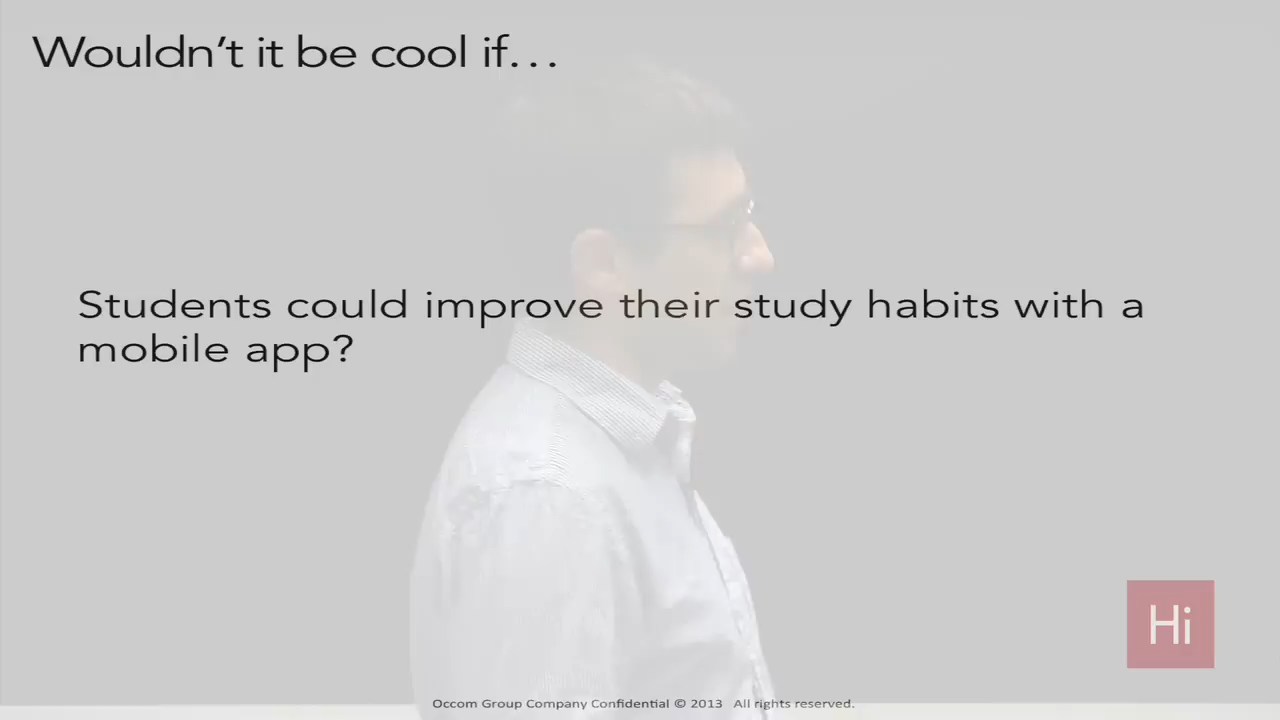 Wouldn't it be cool if...
Students could improve their study habits with a
mobile app?
Hi
Occom Group Company Confidential © 2013 All rights reserved.